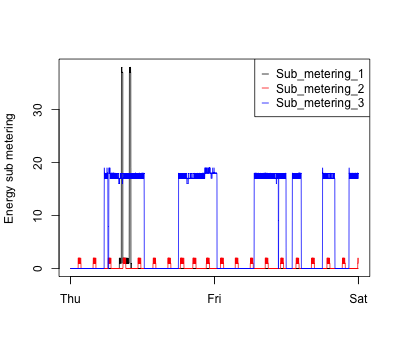 Sub_metering_1
Sub_metering_2
Sub_metering_3
Energy sub metering
30
20
10
0
Thu
Fri
Sat